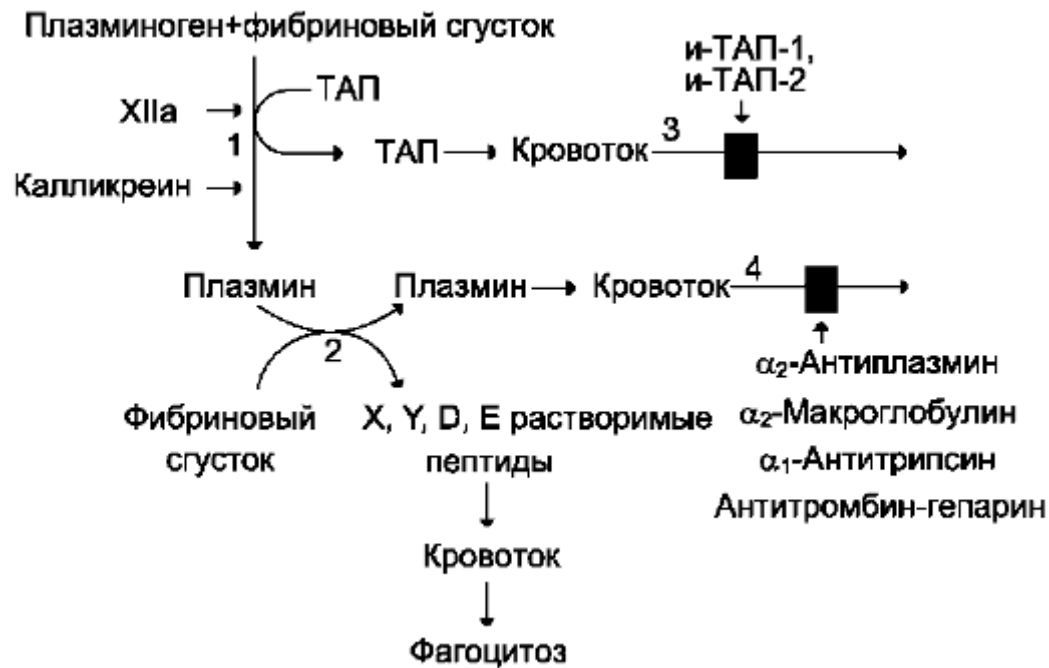 Плазминоген+фибриновый сгусток
и-ТАП-1,
и-ТАП-2
ТАП
XIIa
1
ТАП
Кровоток
3
Калликреин
Плазмин
Плазмин
Кровоток
4
2
α₂-Антиплазмин
Фибриновый
сгусток
X, Y, D, E растворимые
пептиды
α₂-Макроглобулин
α₁-Антитрипсин
Антитромбин-гепарин
Кровоток
Фагоцитоз